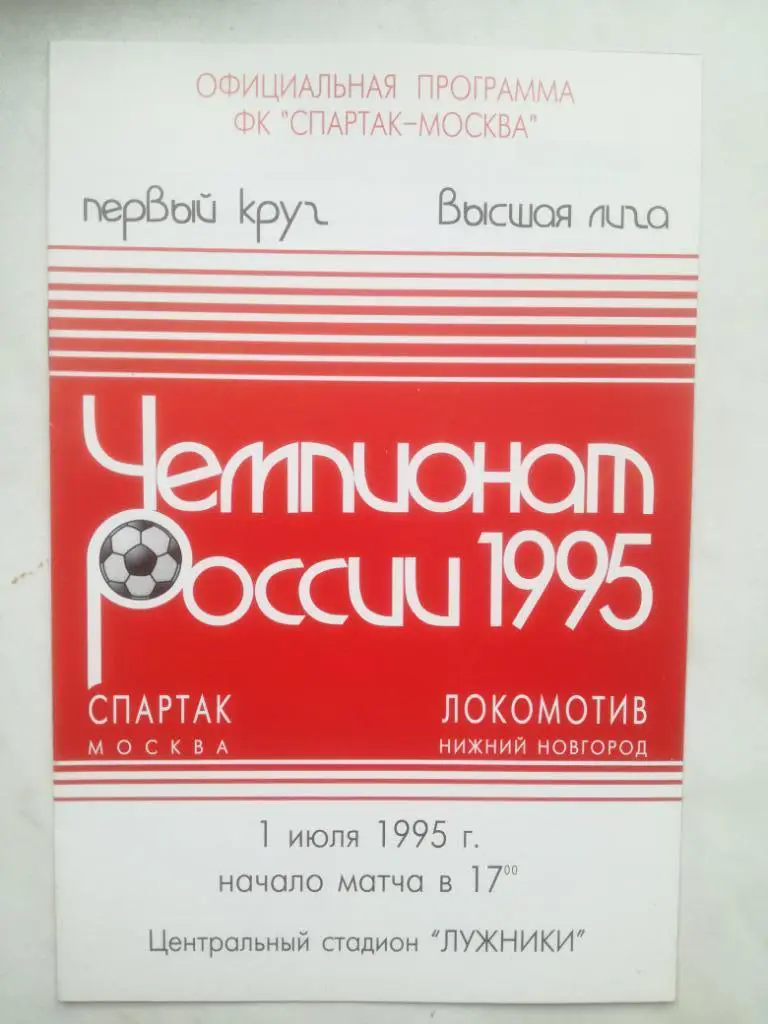 ОФИЦИАЛЬНАЯ ПРОГРАММА
ФК "СПАРТАК-МОСКВА"
первый круг Высшая лига
Чемпионат
России 1995
СПАРТАК ЛОКОМОТИВ
МОСКВА НИЖНИЙ НОВГОРОД
1 июля 1995 г.
начало матча в 17⁰⁰
Центральный стадион "ЛУЖНИКИ"